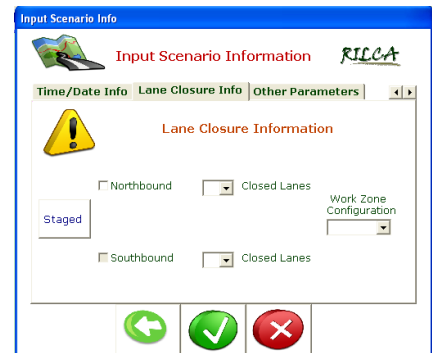 Input Scenario Info
Input Scenario Information
RILCA
Time/Date Info
Lane Closure Info
Other Parameters
Lane Closure Information
Northbound
Closed Lanes
Work Zone
Configuration
Staged
Southbound
Closed Lanes